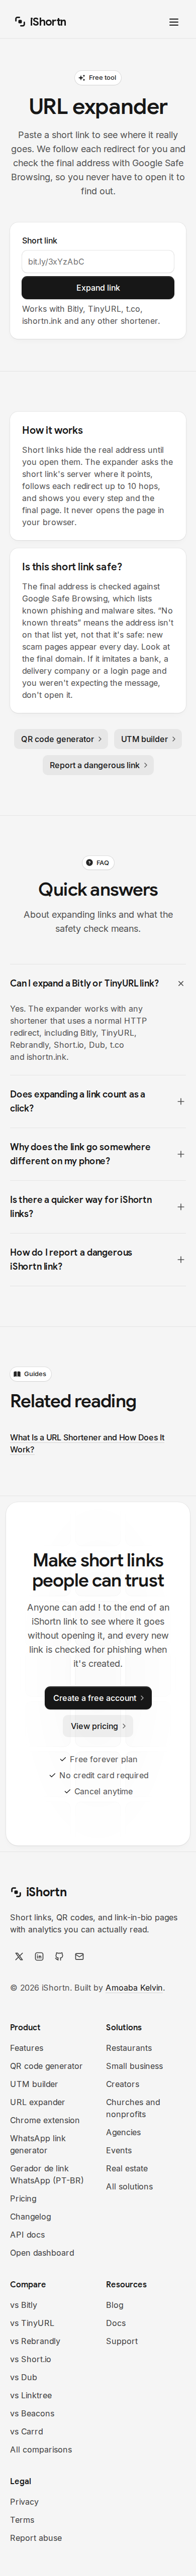 iShortn
Free tool
URL expander
Paste a short link to see where it really
goes. We follow each redirect for you and
check the final address with Google Safe
Browsing, so you never have to open it to
find out.
Short link
bit.ly/3xYzAbC
Expand link
Works with Bitly, TinyURL, t.co,
ishortn.ink and any other shortener.
How it works
Short links hide the real address until
you open them. The expander asks the
short link's server where it points,
follows each redirect up to 10 hops,
and shows you every step and the
final page. It never opens the page in
your browser.
Is this short link safe?
The final address is checked against
Google Safe Browsing, which lists
known phishing and malware sites. “No
known threats” means the address isn't
on that list yet, not that it's safe: new
scam pages appear every day. Look at
the final domain. If it imitates a bank, a
delivery company or a login page and
you weren't expecting the message,
don't open it.
QR code generator
UTM builder
Report a dangerous link
FAQ
Quick answers
About expanding links and what the
safety check means.
Can I expand a Bitly or TinyURL link?
Yes. The expander works with any
shortener that uses a normal HTTP
redirect, including Bitly, TinyURL,
Rebrandly, Short.io, Dub, t.co
and ishortn.ink.
Does expanding a link count as a
click?
Why does the link go somewhere
different on my phone?
Is there a quicker way for iShortn
links?
How do I report a dangerous
iShortn link?
Guides
Related reading
What Is a URL Shortener and How Does It
Work?
Make short links
people can trust
Anyone can add ! to the end of an
iShortn link to see where it goes
without opening it, and every new
link is checked for phishing when
it's created.
Create a free account
View pricing
Free forever plan
No credit card required
Cancel anytime
iShortn
Short links, QR codes, and link-in-bio pages
with analytics you can actually read.
© 2026 iShortn. Built by Amoaba Kelvin.
Product
Features
QR code generator
UTM builder
URL expander
Chrome extension
WhatsApp link
generator
Gerador de link
WhatsApp (PT-BR)
Pricing
Changelog
API docs
Open dashboard
Solutions
Restaurants
Small business
Creators
Churches and
nonprofits
Agencies
Events
Real estate
All solutions
Compare
vs Bitly
vs TinyURL
vs Rebrandly
vs Short.io
vs Dub
vs Linktree
vs Beacons
vs Carrd
All comparisons
Resources
Blog
Docs
Support
Legal
Privacy
Terms
Report abuse